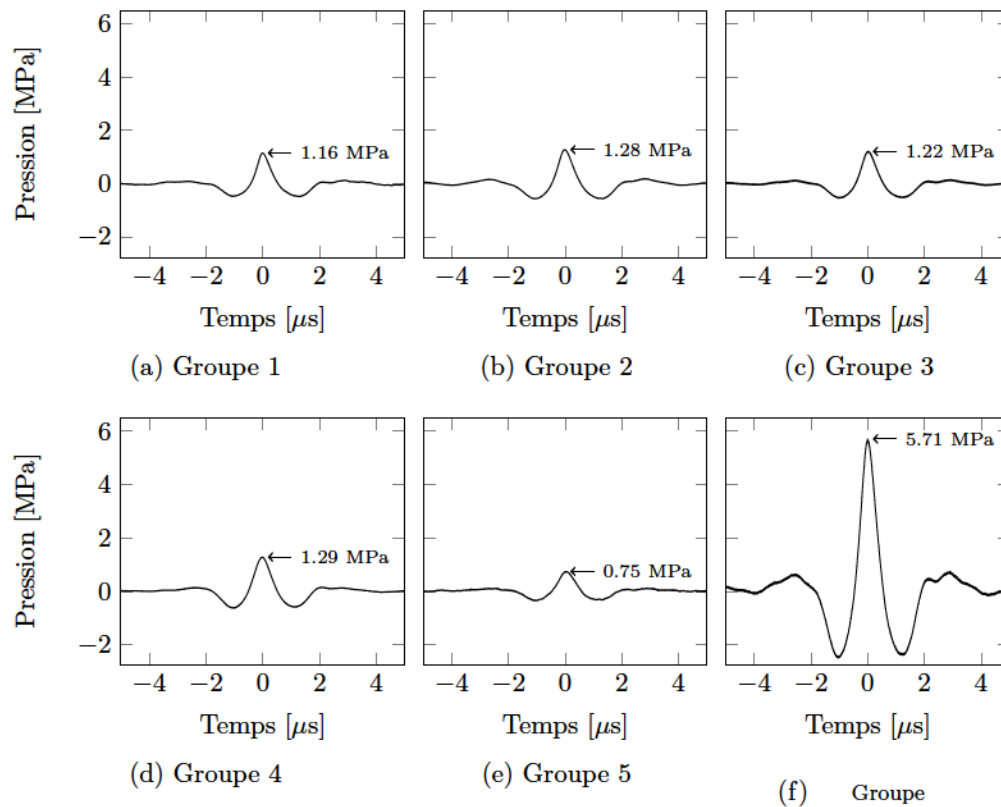 6
4
2
0
−2
Pression [MPa]
1.16 MPa
1.28 MPa
1.22 MPa
−4 −2 0 2 4
−4 −2 0 2 4
−4 −2 0 2 4
Temps [μs]
Temps [μs]
Temps [μs]
(a) Groupe 1
(b) Groupe 2
(c) Groupe 3
6
4
2
0
−2
Pression [MPa]
1.29 MPa
0.75 MPa
5.71 MPa
−4 −2 0 2 4
−4 −2 0 2 4
−4 −2 0 2 4
Temps [μs]
Temps [μs]
Temps [μs]
(d) Groupe 4
(e) Groupe 5
(f) Groupe